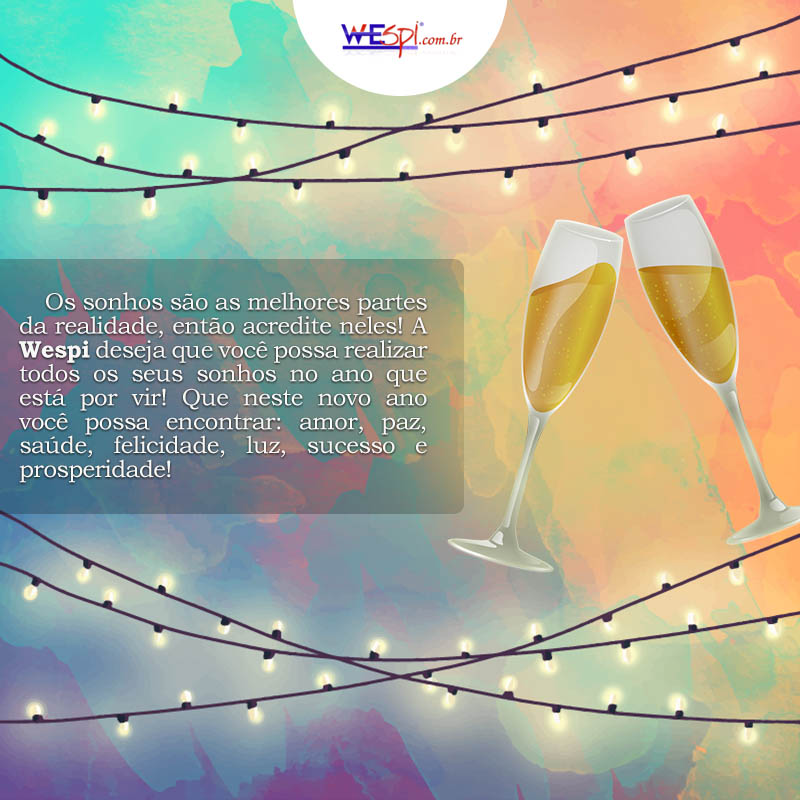 WESpi®.com.br
Os sonhos são as melhores partes
da realidade, então acredite neles! A
Wespi deseja que você possa realizar
todos os seus sonhos no ano que
está por vir! Que neste novo ano
você possa encontrar: amor, paz,
saúde, felicidade, luz, sucesso e
prosperidade!